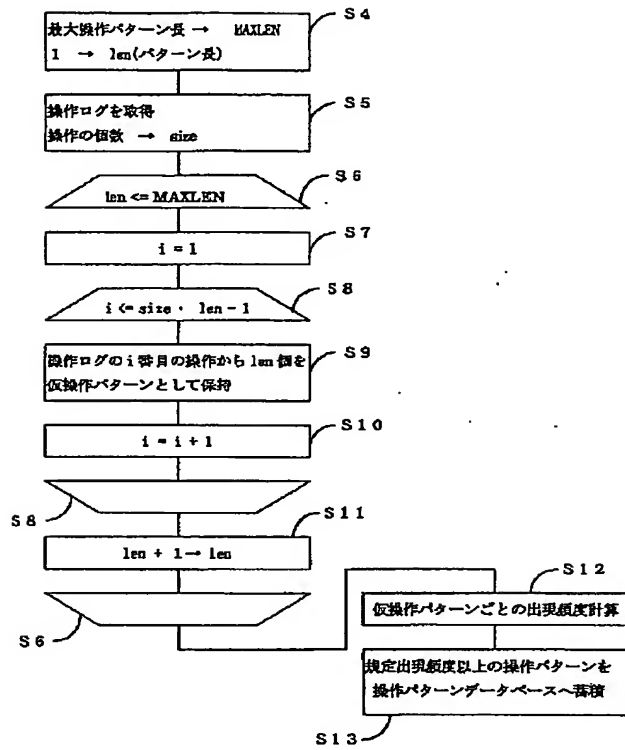 最大操作パターン長 → MAXLEN
1 → len(パターン長)
S4
操作ログを取得
操作の個数 → size
S5
len <= MAXLEN
S6
i = 1
S7
i <= size - len - 1
S8
操作ログのi番目の操作からlen個を
仮操作パターンとして保持
S9
i = i + 1
S10
S8
len + 1 → len
S11
S6
仮操作パターンごとの出現頻度計算
S12
規定出現頻度以上の操作パターンを
操作パターンデータベースへ蓄積
S13